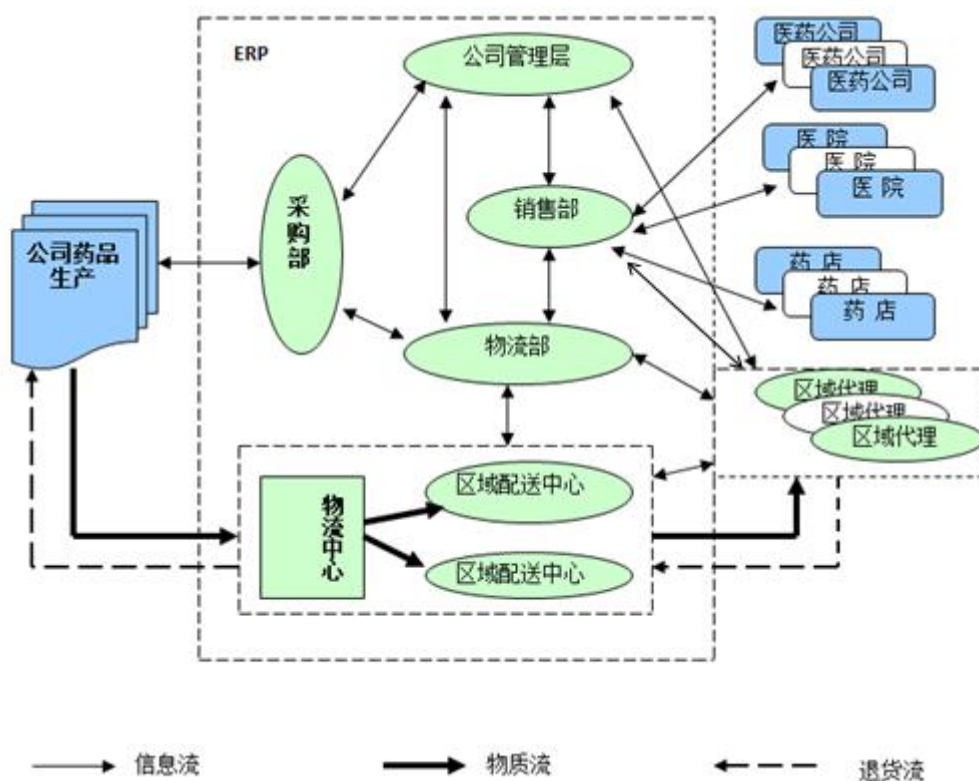 ERP
公司管理层
医药公司
医药公司
医药公司
医 院
医 院
医 院
采购部
销售部
公司药品
生产
药 店
药 店
药 店
物流部
区域代理
区域代理
区域代理
物流中心
区域配送中心
区域配送中心
信息流
物质流
退货流